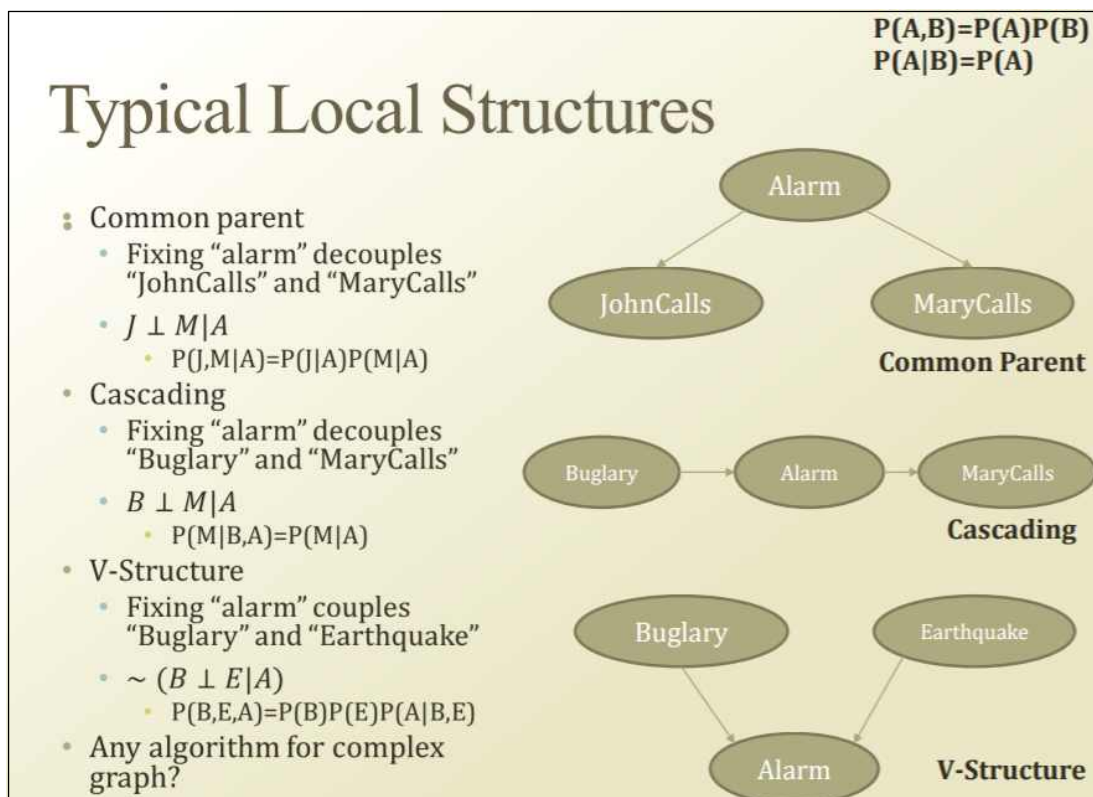 P(A,B)=P(A)P(B)
P(A|B)=P(A)
Typical Local Structures
• Common parent
• Fixing “alarm” decouples
“JohnCalls” and “MaryCalls”
• J ⊥ M|A
• P(J,M|A)=P(J|A)P(M|A)
• Cascading
• Fixing “alarm” decouples
“Buglary” and “MaryCalls”
• B ⊥ M|A
• P(M|B,A)=P(M|A)
• V-Structure
• Fixing “alarm” couples
“Buglary” and “Earthquake”
• ~ (B ⊥ E|A)
• P(B,E,A)=P(B)P(E)P(A|B,E)
• Any algorithm for complex
graph?
Alarm
JohnCalls
MaryCalls
Common Parent
Buglary
Alarm
MaryCalls
Cascading
Buglary
Earthquake
Alarm
V-Structure